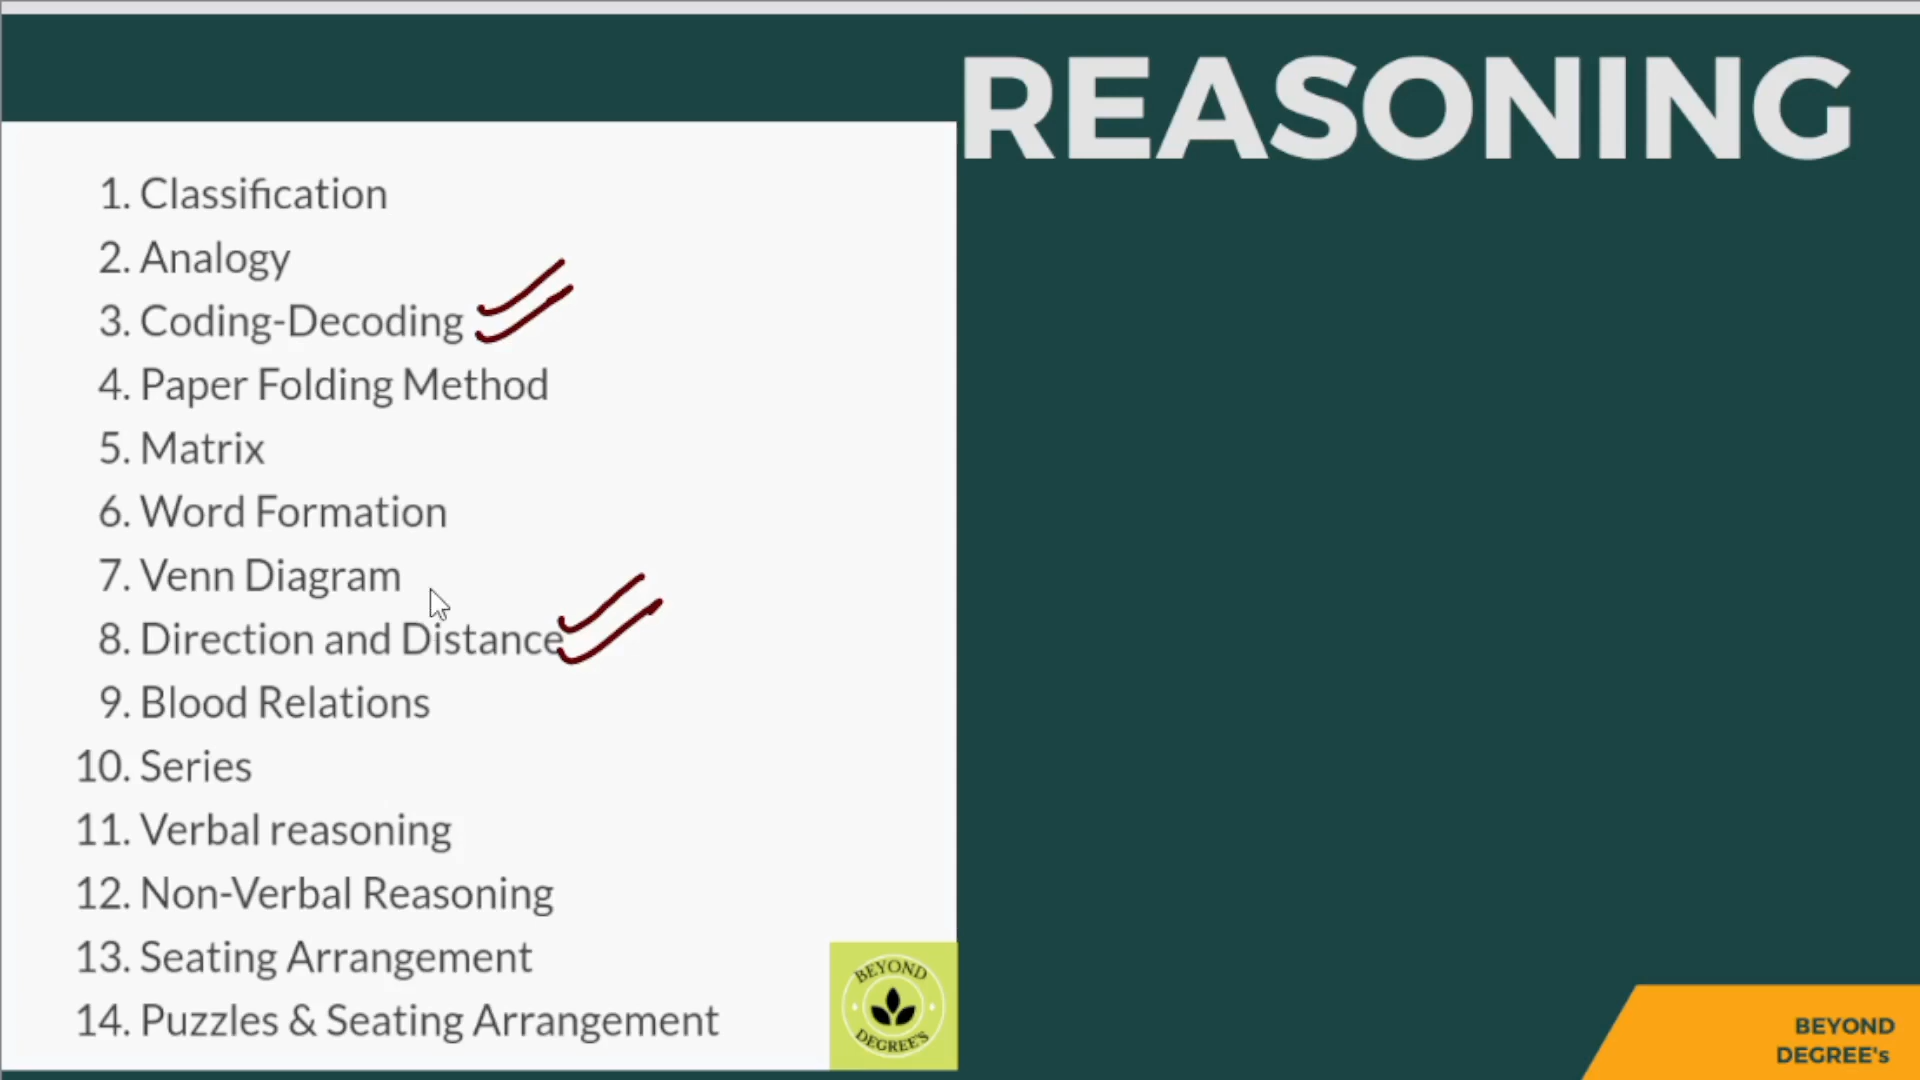 REASONING
1. Classification
2. Analogy
3. Coding-Decoding
4. Paper Folding Method
5. Matrix
6. Word Formation
7. Venn Diagram
8. Direction and Distance
9. Blood Relations
10. Series
11. Verbal reasoning
12. Non-Verbal Reasoning
13. Seating Arrangement
14. Puzzles & Seating Arrangement
BEYOND
DEGREE'S
BEYOND
DEGREE's